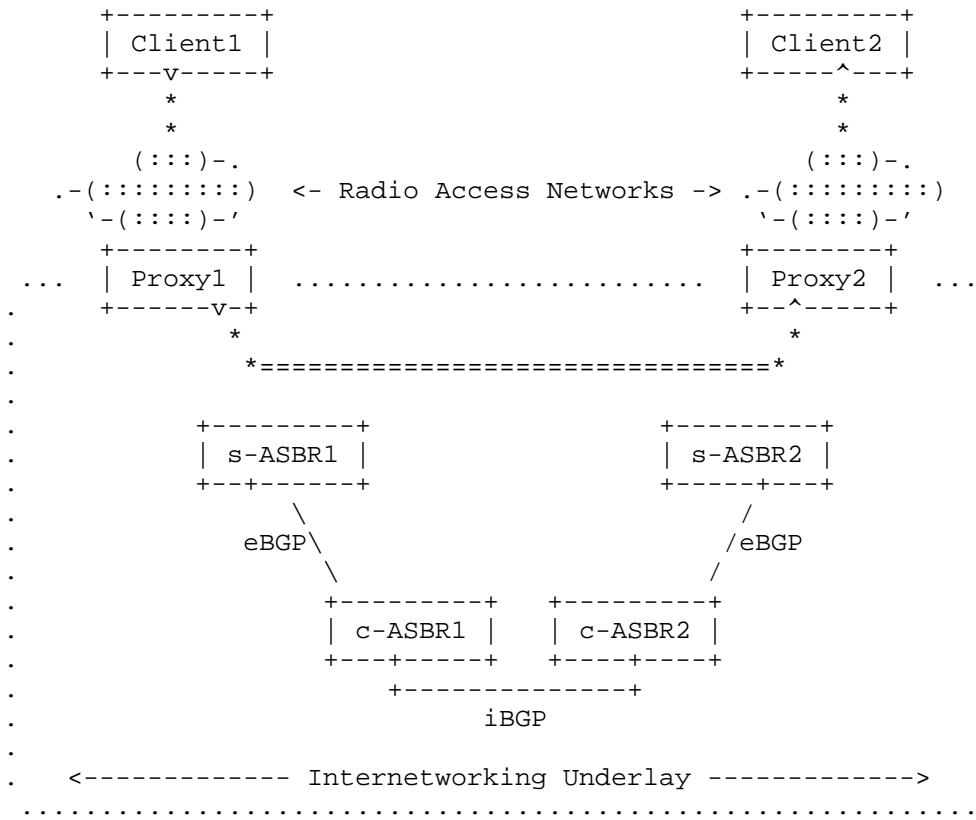 Client1 Client2
<- Radio Access Networks ->
Proxy1 Proxy2
s-ASBR1 s-ASBR2
eBGP eBGP
c-ASBR1 c-ASBR2
iBGP
<------------- Internetworking Underlay ------------->